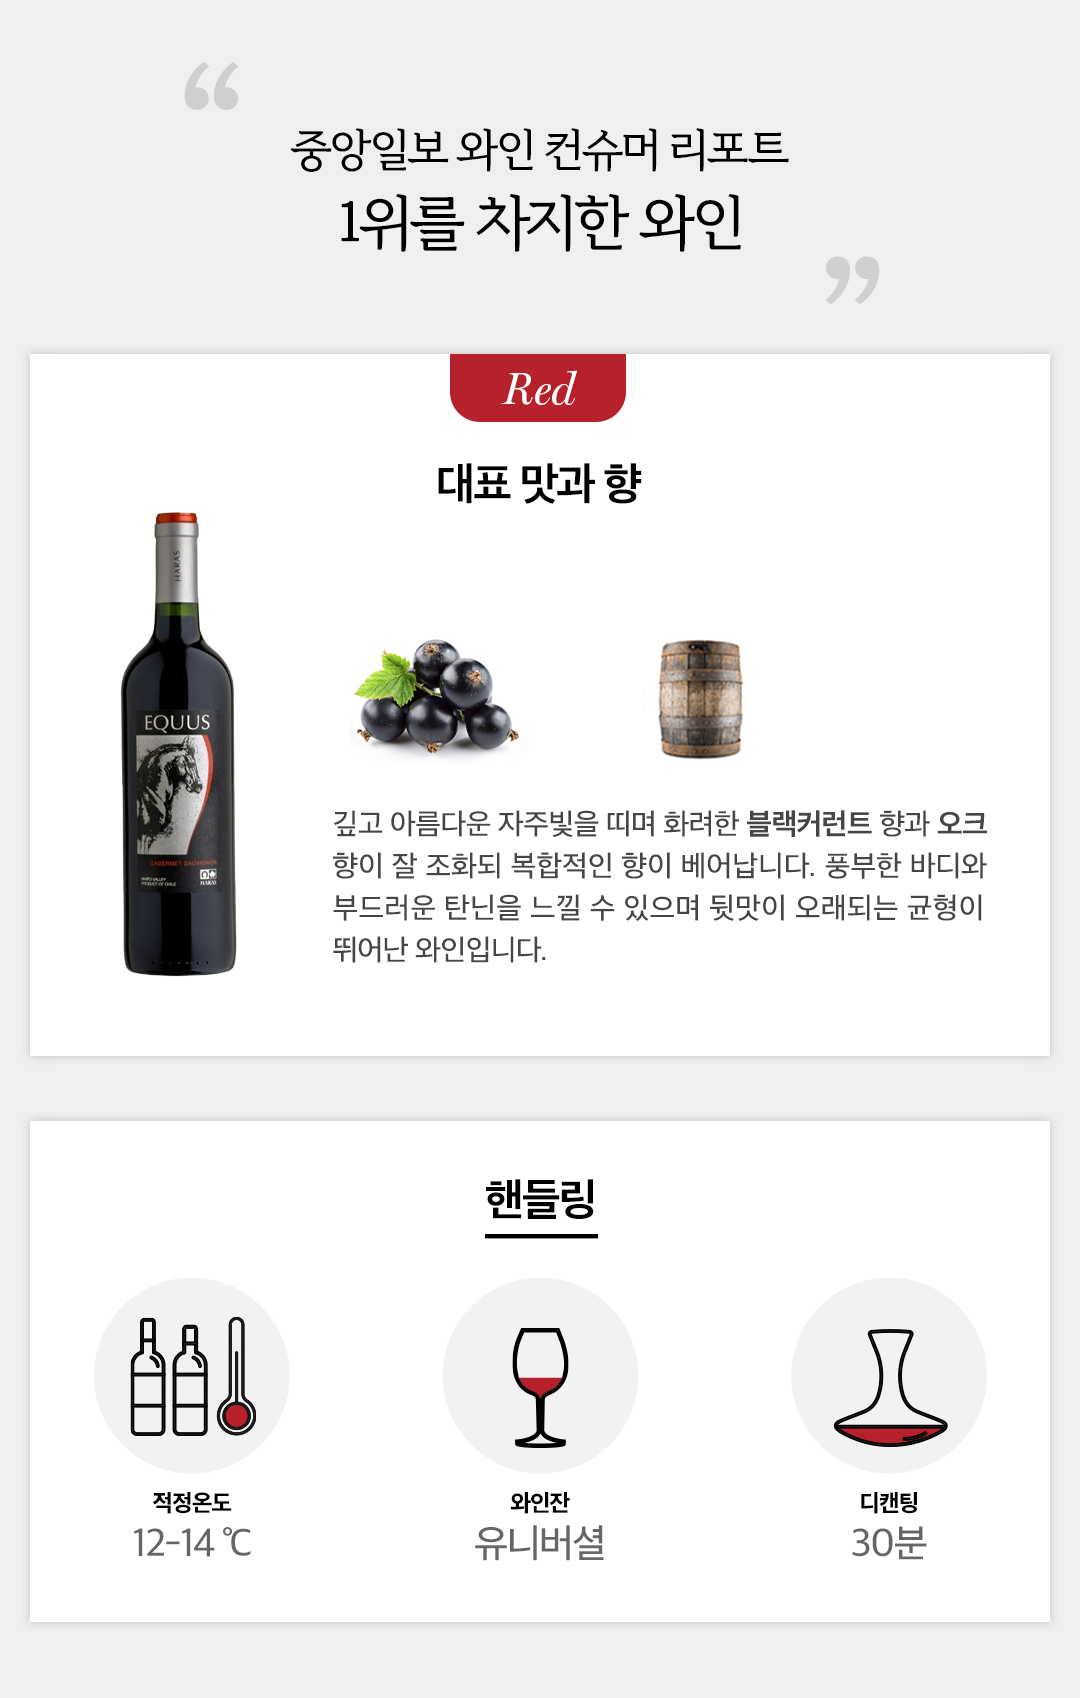 “
중앙일보 와인 컨슈머 리포트
1위를 차지한 와인
”
Red
대표 맛과 향
HARAS
EQUUS
CABERNET SAUVIGNON
MAIPO VALLEY
PRODUCT OF CHILE
HARAS
깊고 아름다운 자주빛을 띠며 화려한 블랙커런트 향과 오크
향이 잘 조화되 복합적인 향이 베어납니다. 풍부한 바디와
부드러운 탄닌을 느낄 수 있으며 뒷맛이 오래되는 균형이
뛰어난 와인입니다.
핸들링
적정온도
12-14 ℃
와인잔
유니버셜
디캔팅
30분